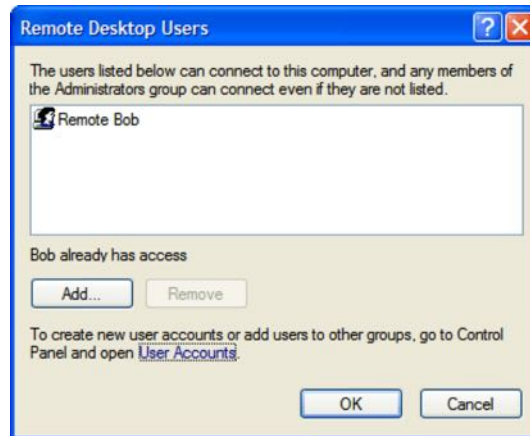 Remote Desktop Users
The users listed below can connect to this computer, and any members of
the Administrators group can connect even if they are not listed.
Remote Bob
Bob already has access
Add...
Remove
To create new user accounts or add users to other groups, go to Control
Panel and open User Accounts.
OK
Cancel